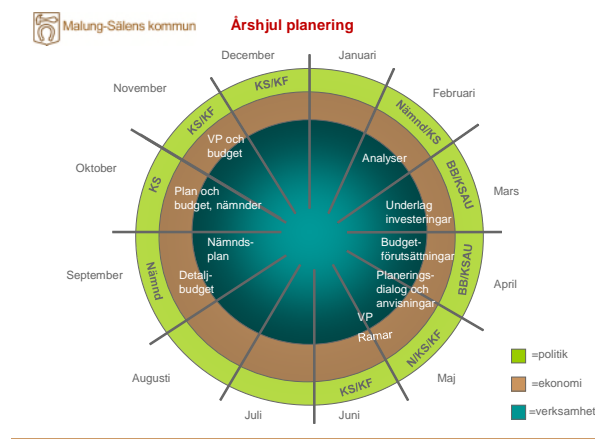 Malung-Sälens kommun
Årshjul planering
December
Januari
November
Februari
KS/KF
KS/KF
Nämnd/KS
VP och
budget
Analyser
Oktober
KS
BB/KSAU
Mars
Plan och
budget, nämnder
Underlag
investeringar
Nämnds-
plan
Budget-
förutsättningar
September
Nämnd
Detalj-
budget
Planerings-
dialog och
anvisningar
BB/KSAU
April
VP
Ramar
N/KS/KF
KS/KF
Augusti
Juli
Juni
Maj
=politik
=ekonomi
=verksamhet